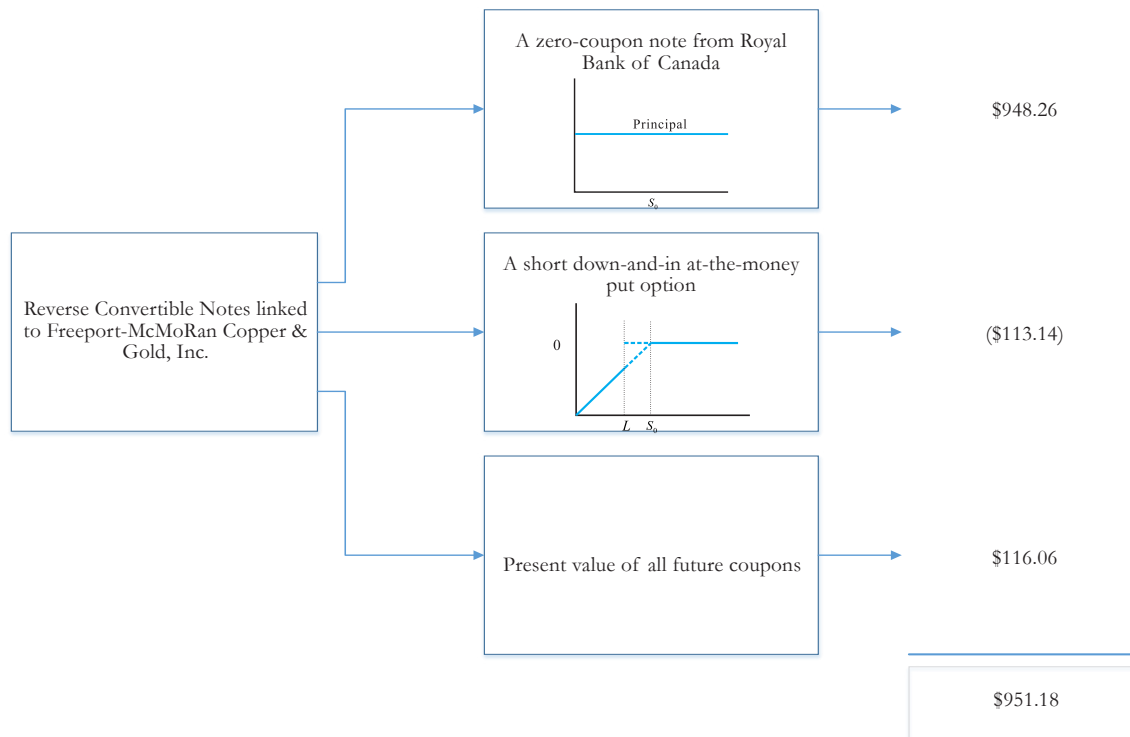 A zero-coupon note from Royal
Bank of Canada
Principal
S₀
$948.26
Reverse Convertible Notes linked
to Freeport-McMoRan Copper &
Gold, Inc.
A short down-and-in at-the-money
put option
0
L S₀
($113.14)
Present value of all future coupons
$116.06
$951.18